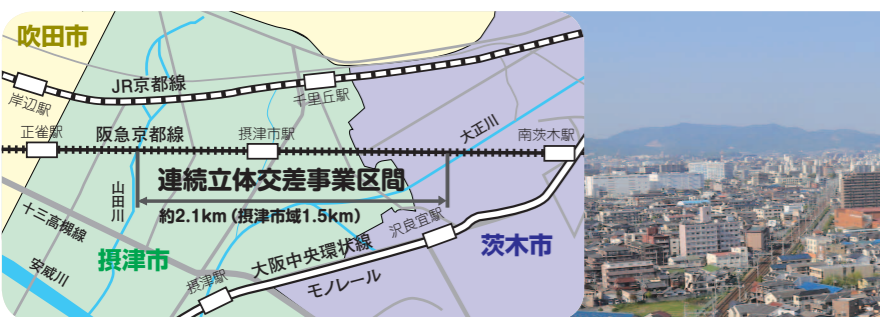 吹田市
JR京都線
岸辺駅
千里丘駅
正雀駅
阪急京都線
摂津市駅
大正川
南茨木駅
連続立体交差事業区間
山田川
約2.1km（摂津市域1.5km）
十三高槻線
沢良宜駅
摂津市
大阪中央環状線
茨木市
安威川
摂津駅
モノレール